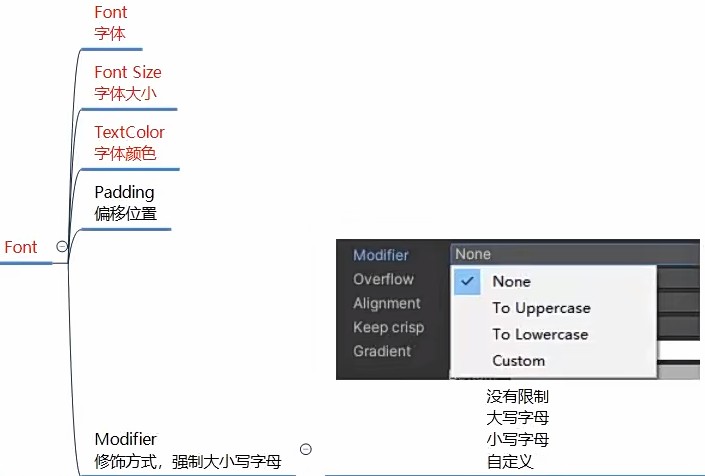 Font
字体
Font Size
字体大小
TextColor
字体颜色
Padding
偏移位置
Font
Modifier
None
Overflow
None
Alignment
To Uppercase
Keep crisp
To Lowercase
Gradient
Custom
没有限制
大写字母
小写字母
自定义
Modifier
修饰方式，强制大小写字母